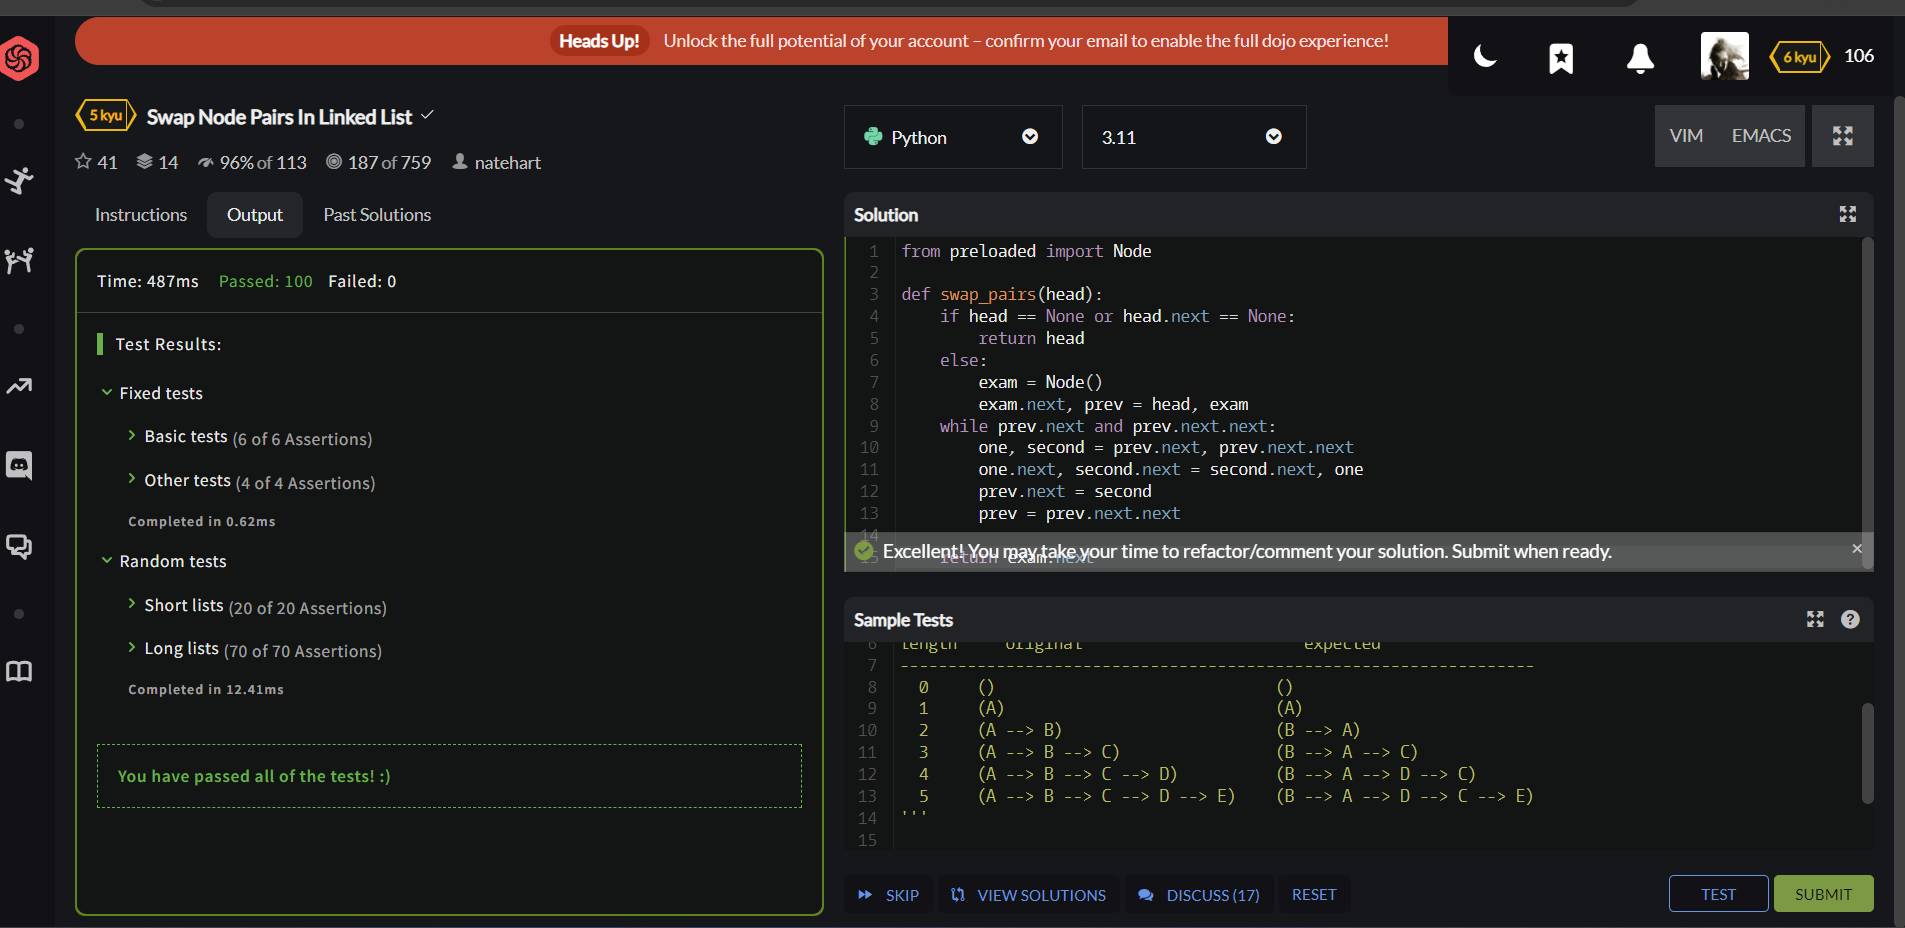 Heads Up! Unlock the full potential of your account – confirm your email to enable the full dojo experience!
6 kyu 106
5 kyu Swap Node Pairs In Linked List
41 14 96% of 113 187 of 759 natehart
Python 3.11 VIM EMACS
Instructions Output Past Solutions
Time: 487ms Passed: 100 Failed: 0
Test Results:
Fixed tests
Basic tests (6 of 6 Assertions)
Other tests (4 of 4 Assertions)
Completed in 0.62ms
Random tests
Short lists (20 of 20 Assertions)
Long lists (70 of 70 Assertions)
Completed in 12.41ms
You have passed all of the tests! :)
Solution
1 from preloaded import Node
2
3 def swap_pairs(head):
4     if head == None or head.next == None:
5         return head
6     else:
7         exam = Node()
8         exam.next, prev = head, exam
9     while prev.next and prev.next.next:
10         one, second = prev.next, prev.next.next
11         one.next, second.next = second.next, one
12         prev.next = second
13         prev = prev.next.next
14
15     return exam.next
Excellent! You may take your time to refactor/comment your solution. Submit when ready.
Sample Tests
6 length original expected
7 ------------------------------------------------------------------
8 0 () ()
9 1 (A) (A)
10 2 (A --> B) (B --> A)
11 3 (A --> B --> C) (B --> A --> C)
12 4 (A --> B --> C --> D) (B --> A --> D --> C)
13 5 (A --> B --> C --> D --> E) (B --> A --> D --> C --> E)
14 '''
15
SKIP VIEW SOLUTIONS DISCUSS (17) RESET TEST SUBMIT